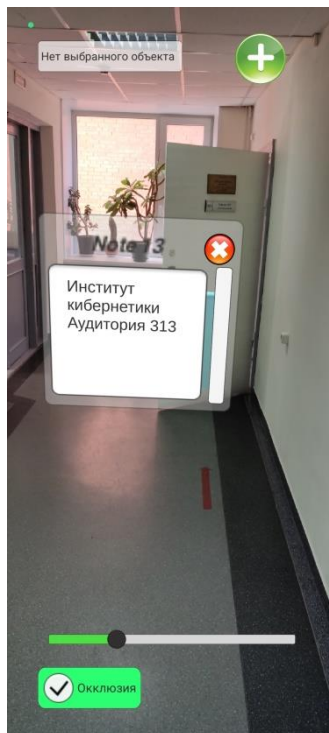 Нет выбранного объекта
Note 13
Институт
кибернетики
Аудитория 313
Окклюзия